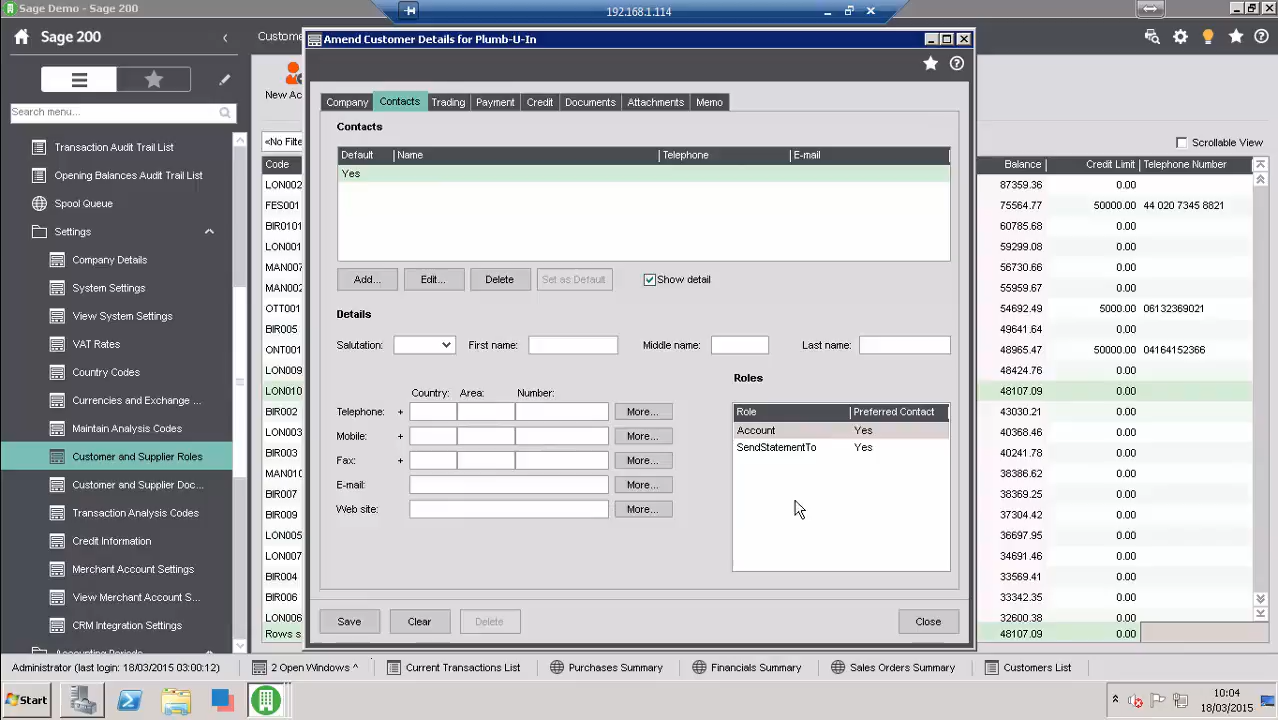 Sage Demo - Sage 200
192.168.1.114
Sage 200
Custome
Amend Customer Details for Plumb-U-In
New Ac
Search menu...
Company
Contacts
Trading
Payment
Credit
Documents
Attachments
Memo
Contacts
<No Filte
Scrollable View
Transaction Audit Trail List
Opening Balances Audit Trail List
Spool Queue
Settings
Company Details
System Settings
View System Settings
VAT Rates
Country Codes
Currencies and Exchange ...
Maintain Analysis Codes
Customer and Supplier Roles
Customer and Supplier Doc...
Transaction Analysis Codes
Credit Information
Merchant Account Settings
View Merchant Account S...
CRM Integration Settings
Accounting Periods
Code
LON002
FES001
BIR0101
LON001
MAN007
MAN002
OTT001
BIR005
ONT001
LON010
BIR002
LON003
BIR003
MAN010
BIR007
BIR009
LON005
LON007
BIR004
BIR006
LON006
Rows s
Default Name Telephone E-mail
Yes
Add... Edit... Delete Set as Default Show detail
Details
Salutation: First name: Middle name: Last name:
Roles
Country: Area: Number:
Telephone: + More...
Mobile: + More...
Fax: + More...
E-mail: More...
Web site: More...
Role Preferred Contact
Account Yes
SendStatementTo Yes
Save Clear Delete Close
Balance Credit Limit Telephone Number
87359.36 0.00
75564.77 50000.00 44 020 7345 8821
60785.68 0.00
59299.08 0.00
56730.66 0.00
55959.67 0.00
54692.49 5000.00 06132369021
49641.64 0.00
48965.47 50000.00 04164152366
48424.76 0.00
48107.09 0.00
43030.21 0.00
40368.46 0.00
40241.78 0.00
38386.62 0.00
38369.25 0.00
37304.42 0.00
36697.95 0.00
34691.46 0.00
33569.41 0.00
33342.35 0.00
32600.38 0.00
48107.09 0.00
Administrator (last login: 18/03/2015 03:00:12)
2 Open Windows ^
Current Transactions List
Purchases Summary
Financials Summary
Sales Orders Summary
Customers List
Start
10:04
18/03/2015